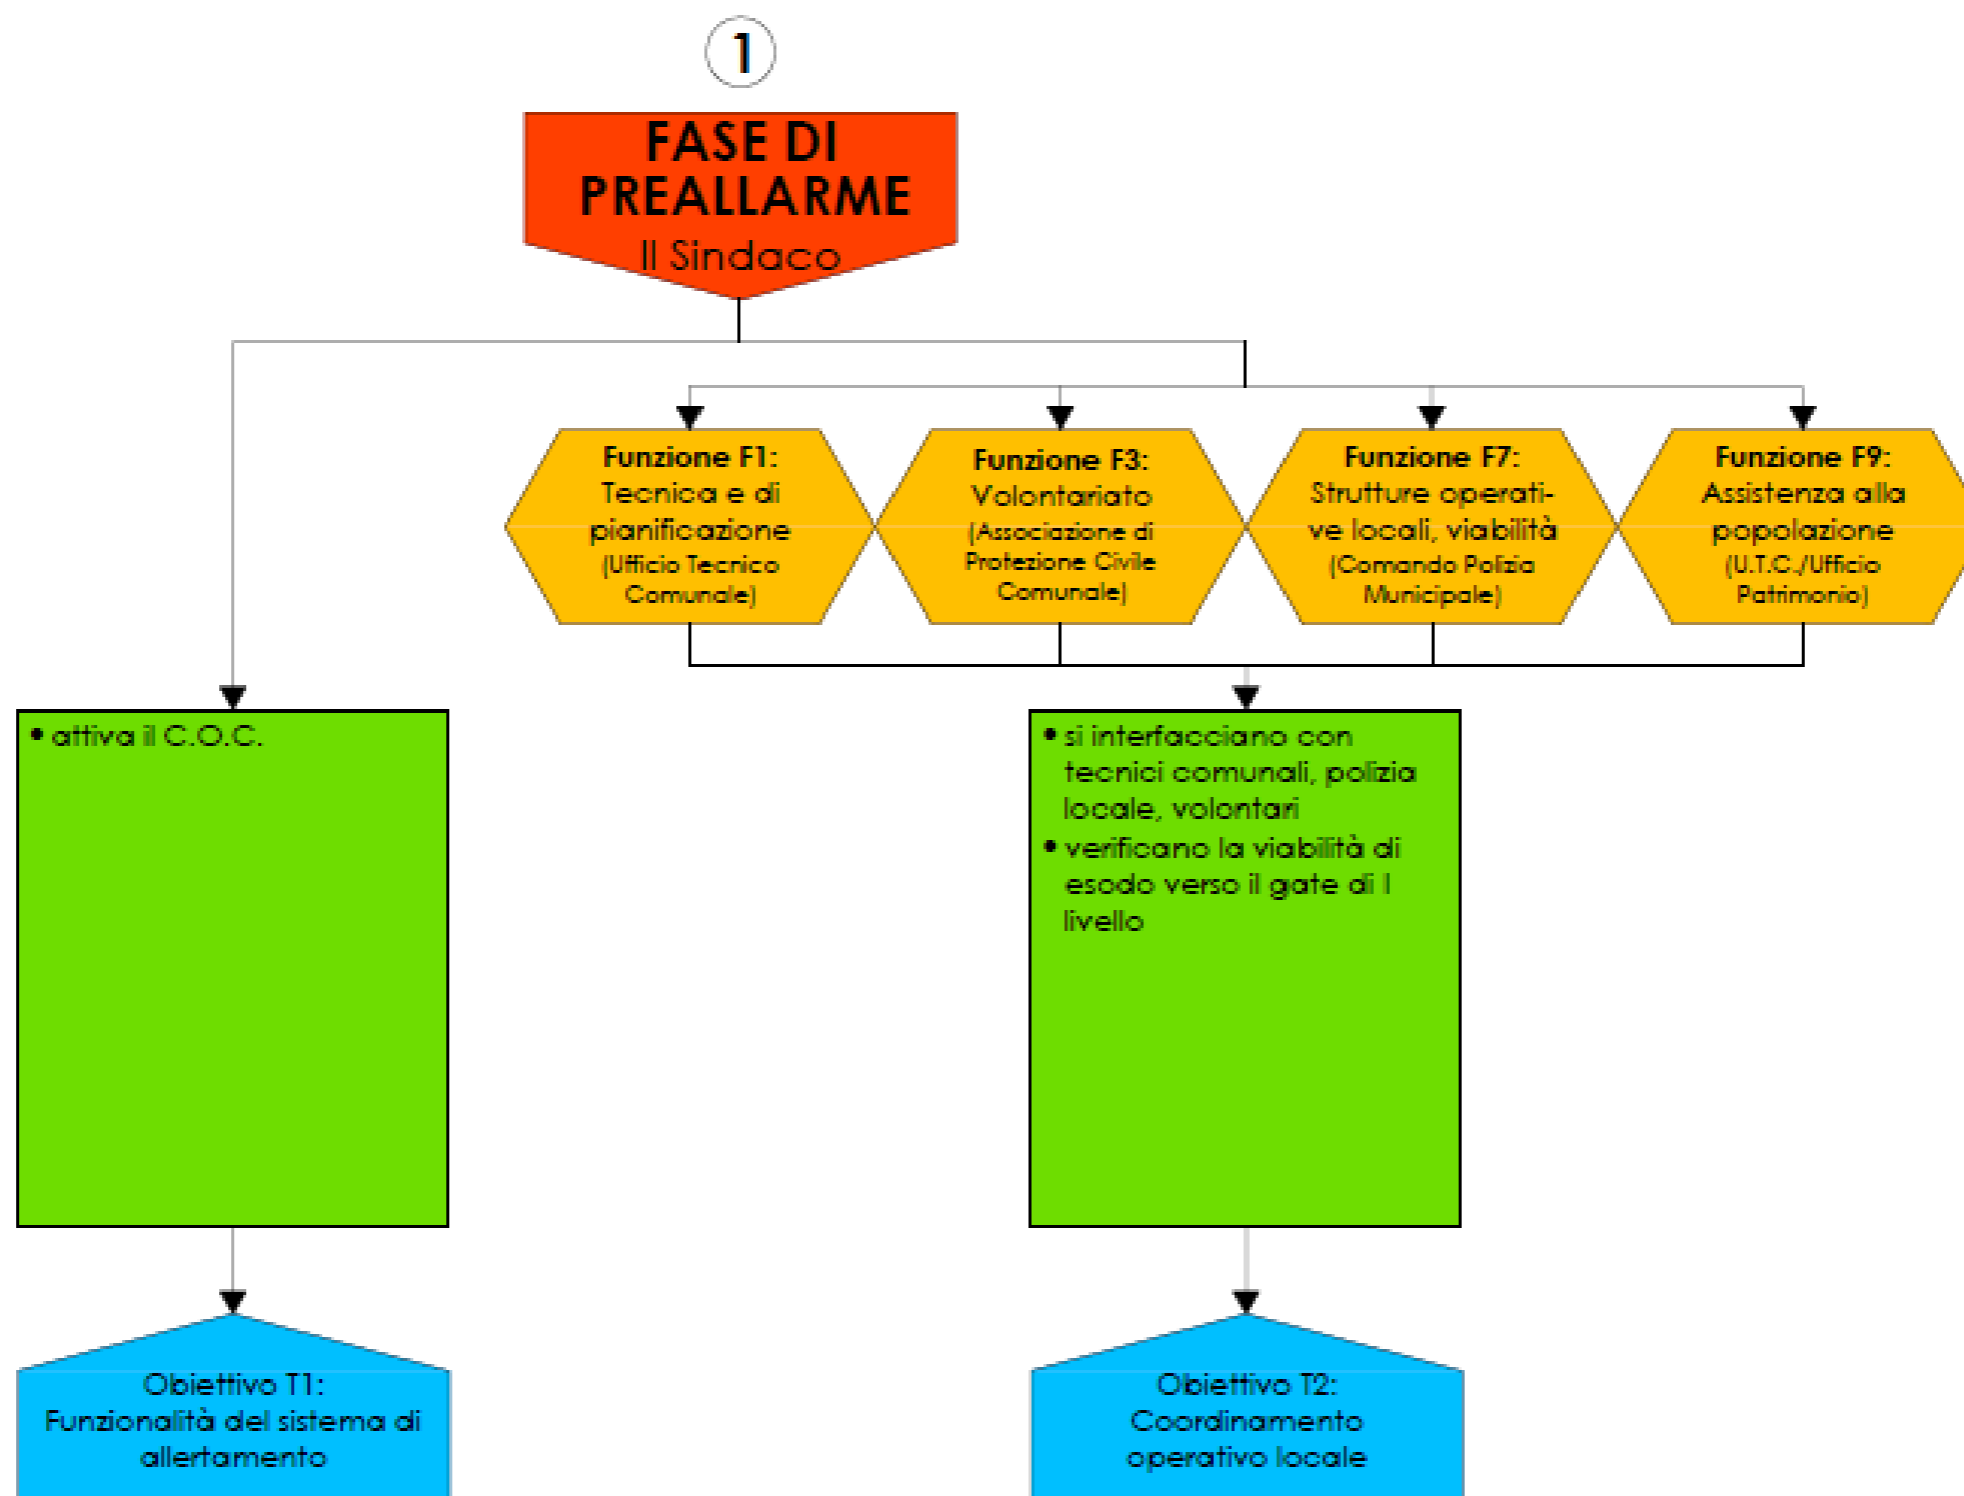 1
FASE DI
PREALLARME
Il Sindaco
Funzione F1:
Tecnica e di
pianificazione
(Ufficio Tecnico
Comunale)
Funzione F3:
Volontariato
(Associazione di
Protezione Civile
Comunale)
Funzione F7:
Strutture operati-
ve locali, viabilità
(Comando Polizia
Municipale)
Funzione F9:
Assistenza alla
popolazione
(U.T.C./Ufficio
Patrimonio)
• attiva il C.O.C.
• si interfacciano con
tecnici comunali, polizia
locale, volontari
• verificano la viabilità di
esodo verso il gate di I
livello
Obiettivo T1:
Funzionalità del sistema di
allertamento
Obiettivo T2:
Coordinamento
operativo locale